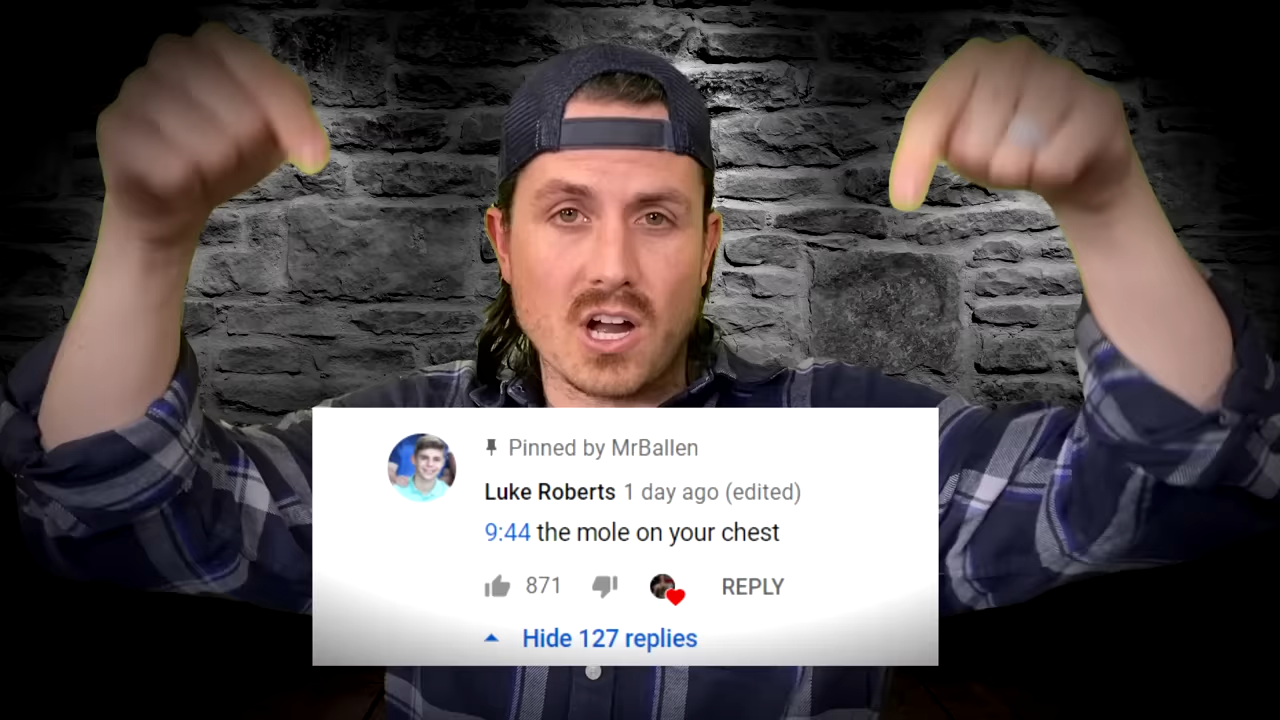 Pinned by MrBallen
Luke Roberts 1 day ago (edited)
9:44 the mole on your chest
871 REPLY
Hide 127 replies